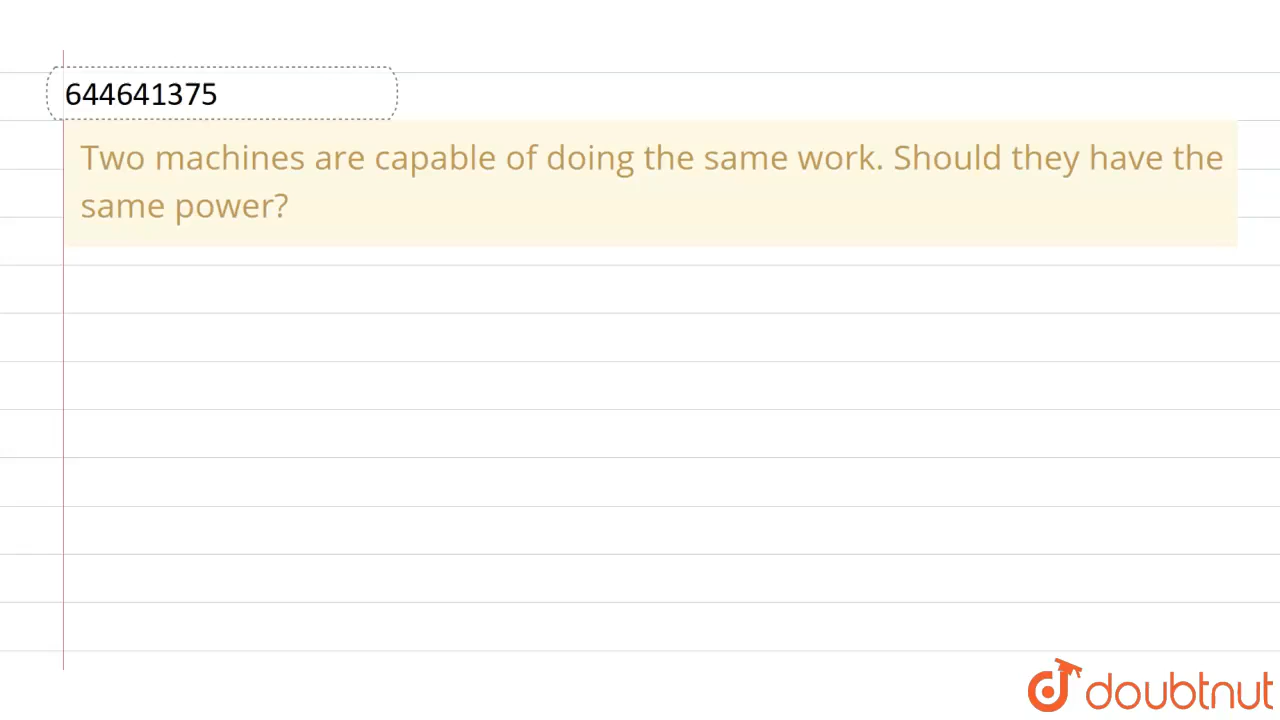 644641375
Two machines are capable of doing the same work. Should they have the
same power?
doubtnut